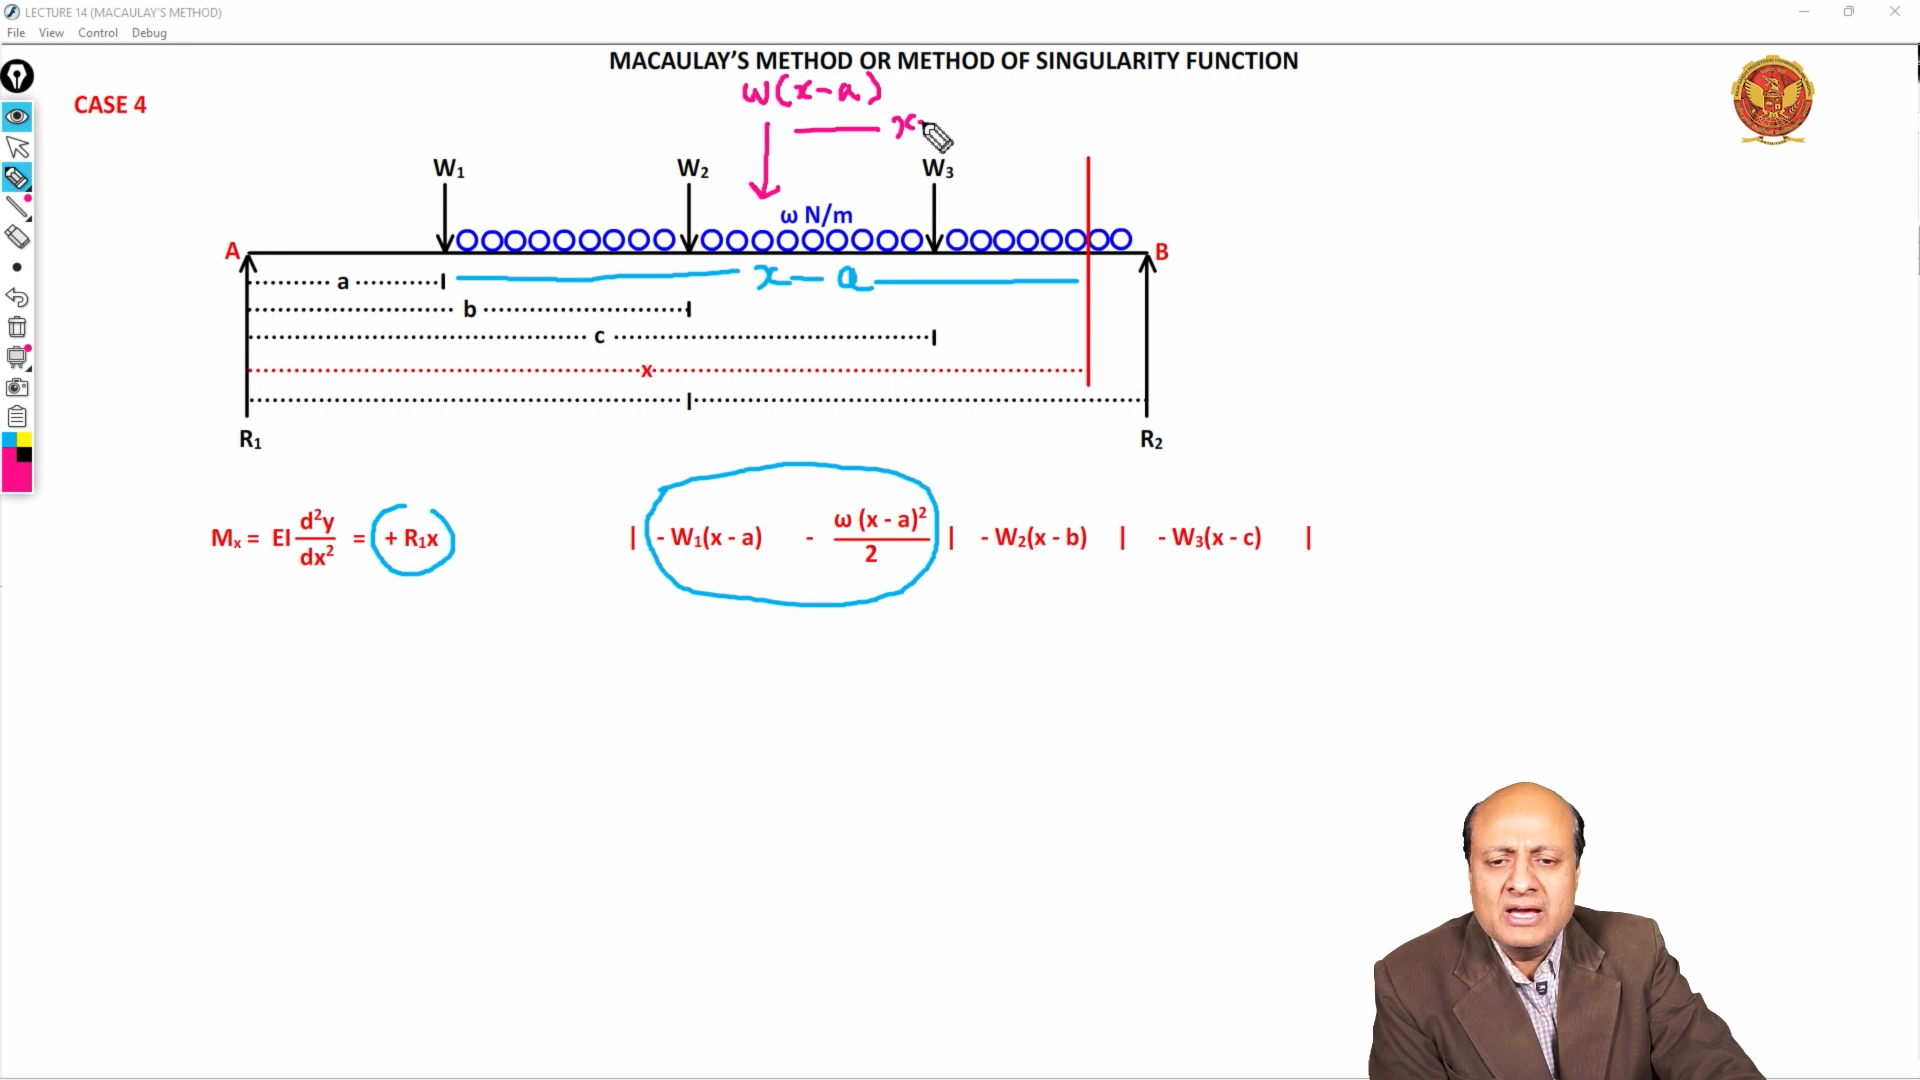 LECTURE 14 (MACAULAY'S METHOD)
File View Control Debug
MACAULAY'S METHOD OR METHOD OF SINGULARITY FUNCTION
CASE 4
w(x-a)
x-
W₁ W₂ W₃
ω N/m
A B
a
x-a
b
c
x
l
R₁ R₂
Mₓ = EI d²y/dx² = + R₁x | - W₁(x - a) - ω (x - a)²/2 | - W₂(x - b) | - W₃(x - c) |